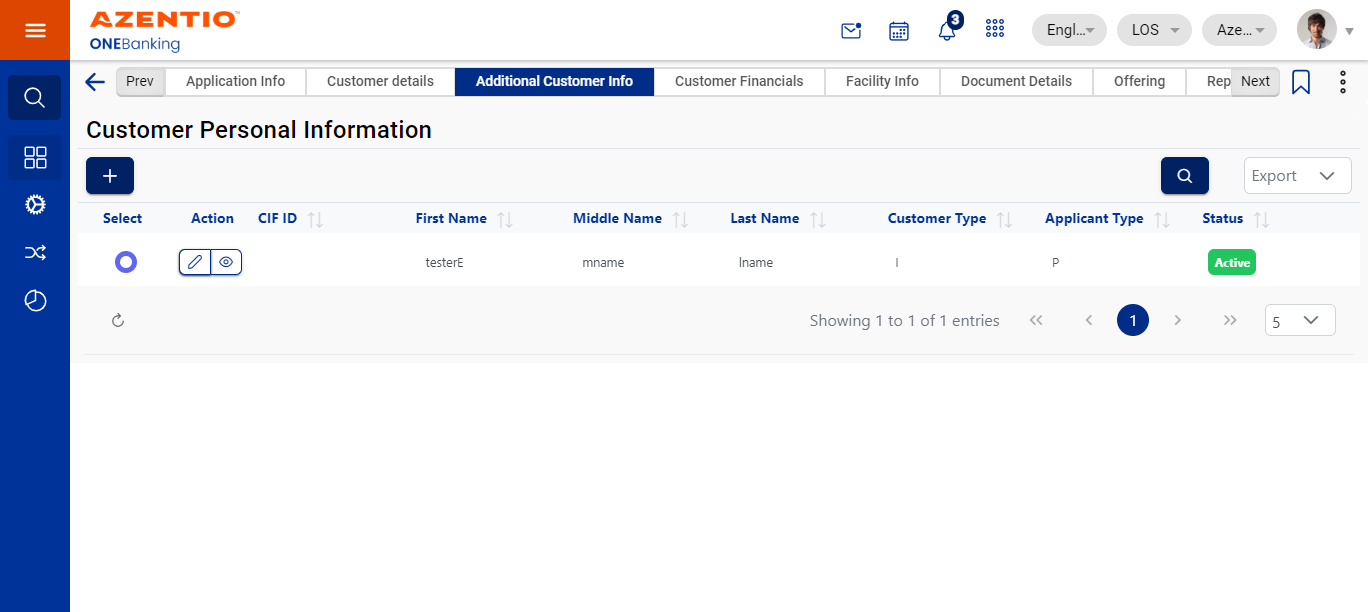 AZENTIO™
ONEBanking
3
Engl...
LOS
Aze...
Prev
Application Info
Customer details
Additional Customer Info
Customer Financials
Facility Info
Document Details
Offering
Rep
Next
Customer Personal Information
+
Export
Select Action CIF ID First Name Middle Name Last Name Customer Type Applicant Type Status
testerE mname lname I P Active
Showing 1 to 1 of 1 entries
1
5